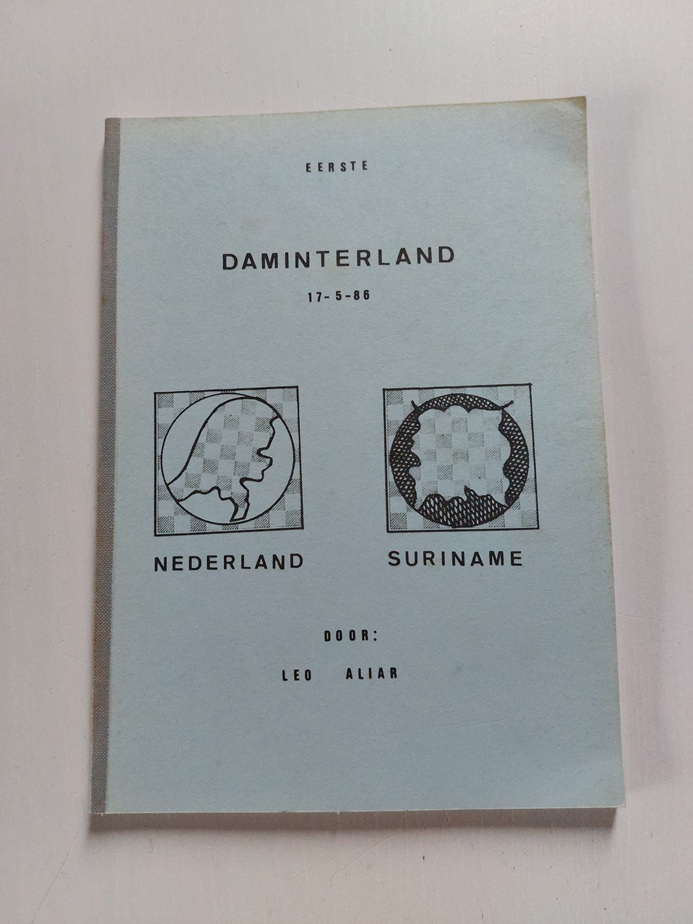 EERSTE
DAMINTERLAND
17-5-86
NEDERLAND SURINAME
DOOR:
LEO ALIAR